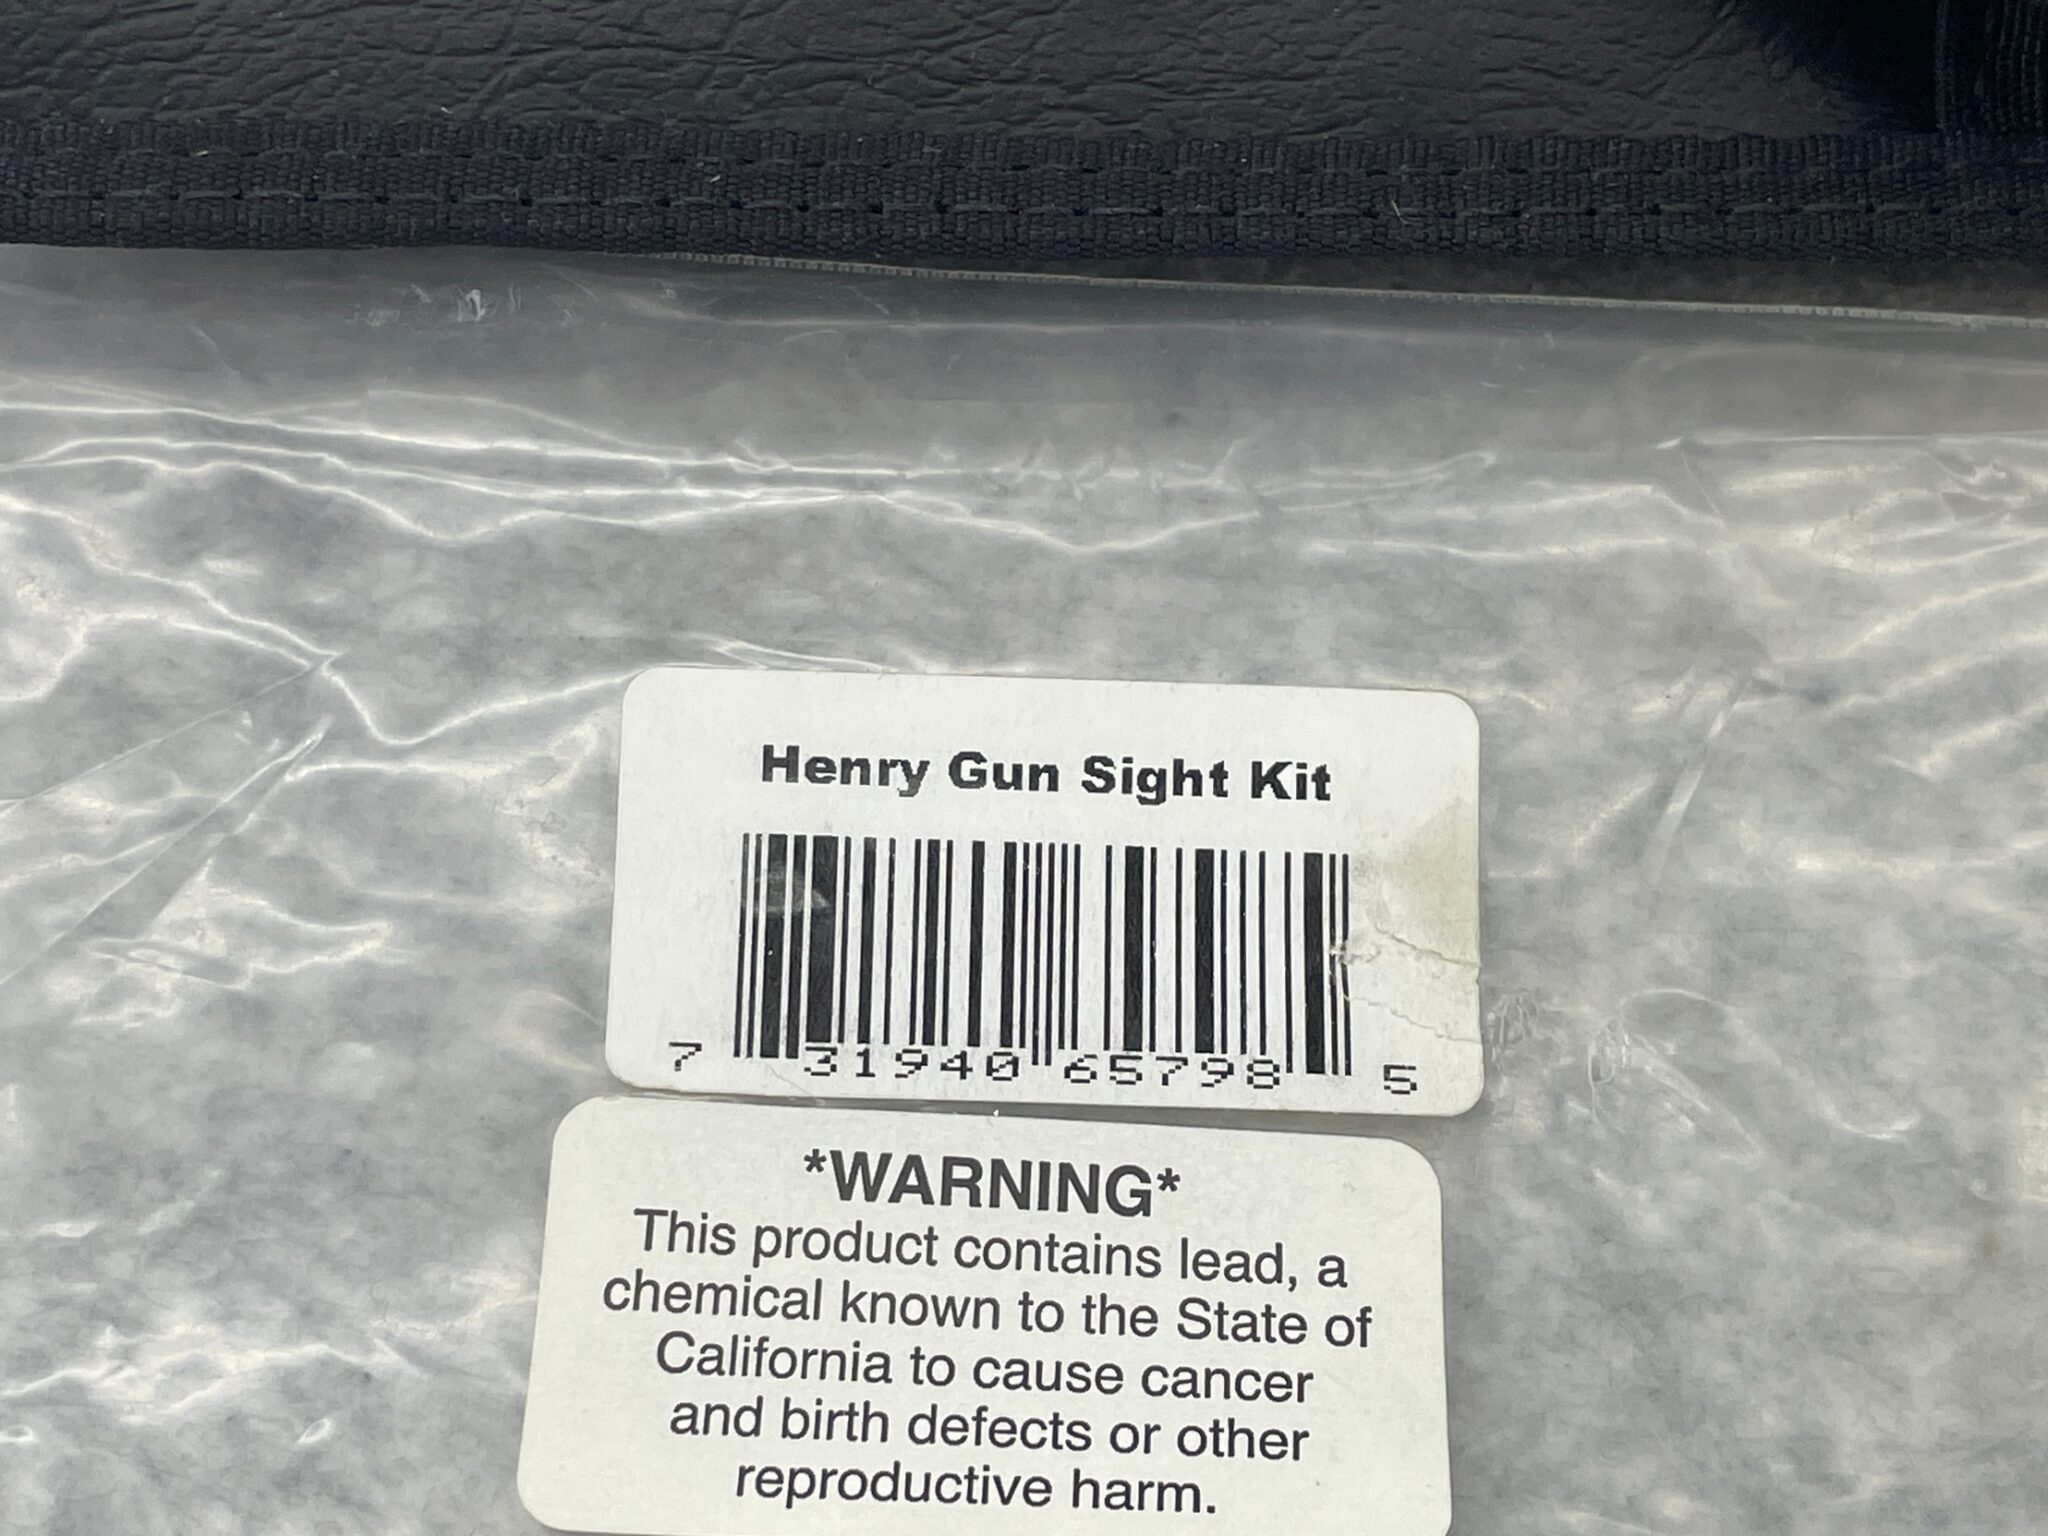 Henry Gun Sight Kit
7 31940 65798 5
*WARNING*
This product contains lead, a
chemical known to the State of
California to cause cancer
and birth defects or other
reproductive harm.